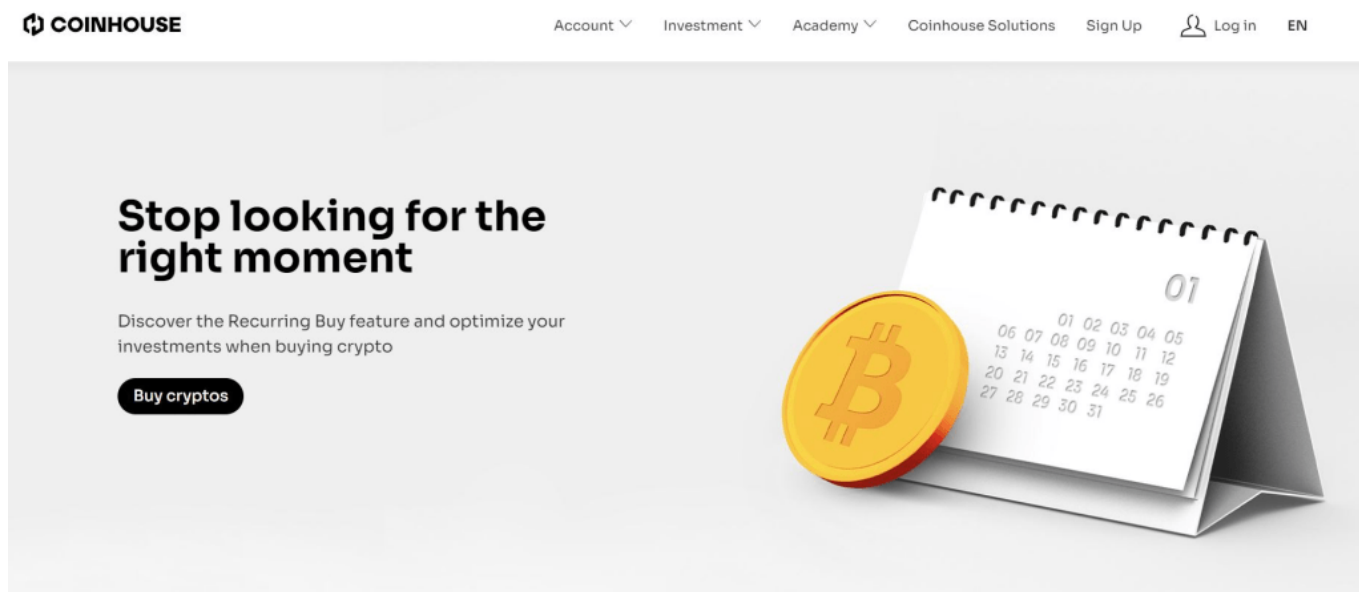 COINHOUSE
Account Investment Academy Coinhouse Solutions Sign Up Log in EN
Stop looking for the
right moment
Discover the Recurring Buy feature and optimize your
investments when buying crypto
Buy cryptos
01
01 02 03 04 05
06 07 08 09 10 11 12
13 14 15 16 17 18 19
20 21 22 23 24 25 26
27 28 29 30 31